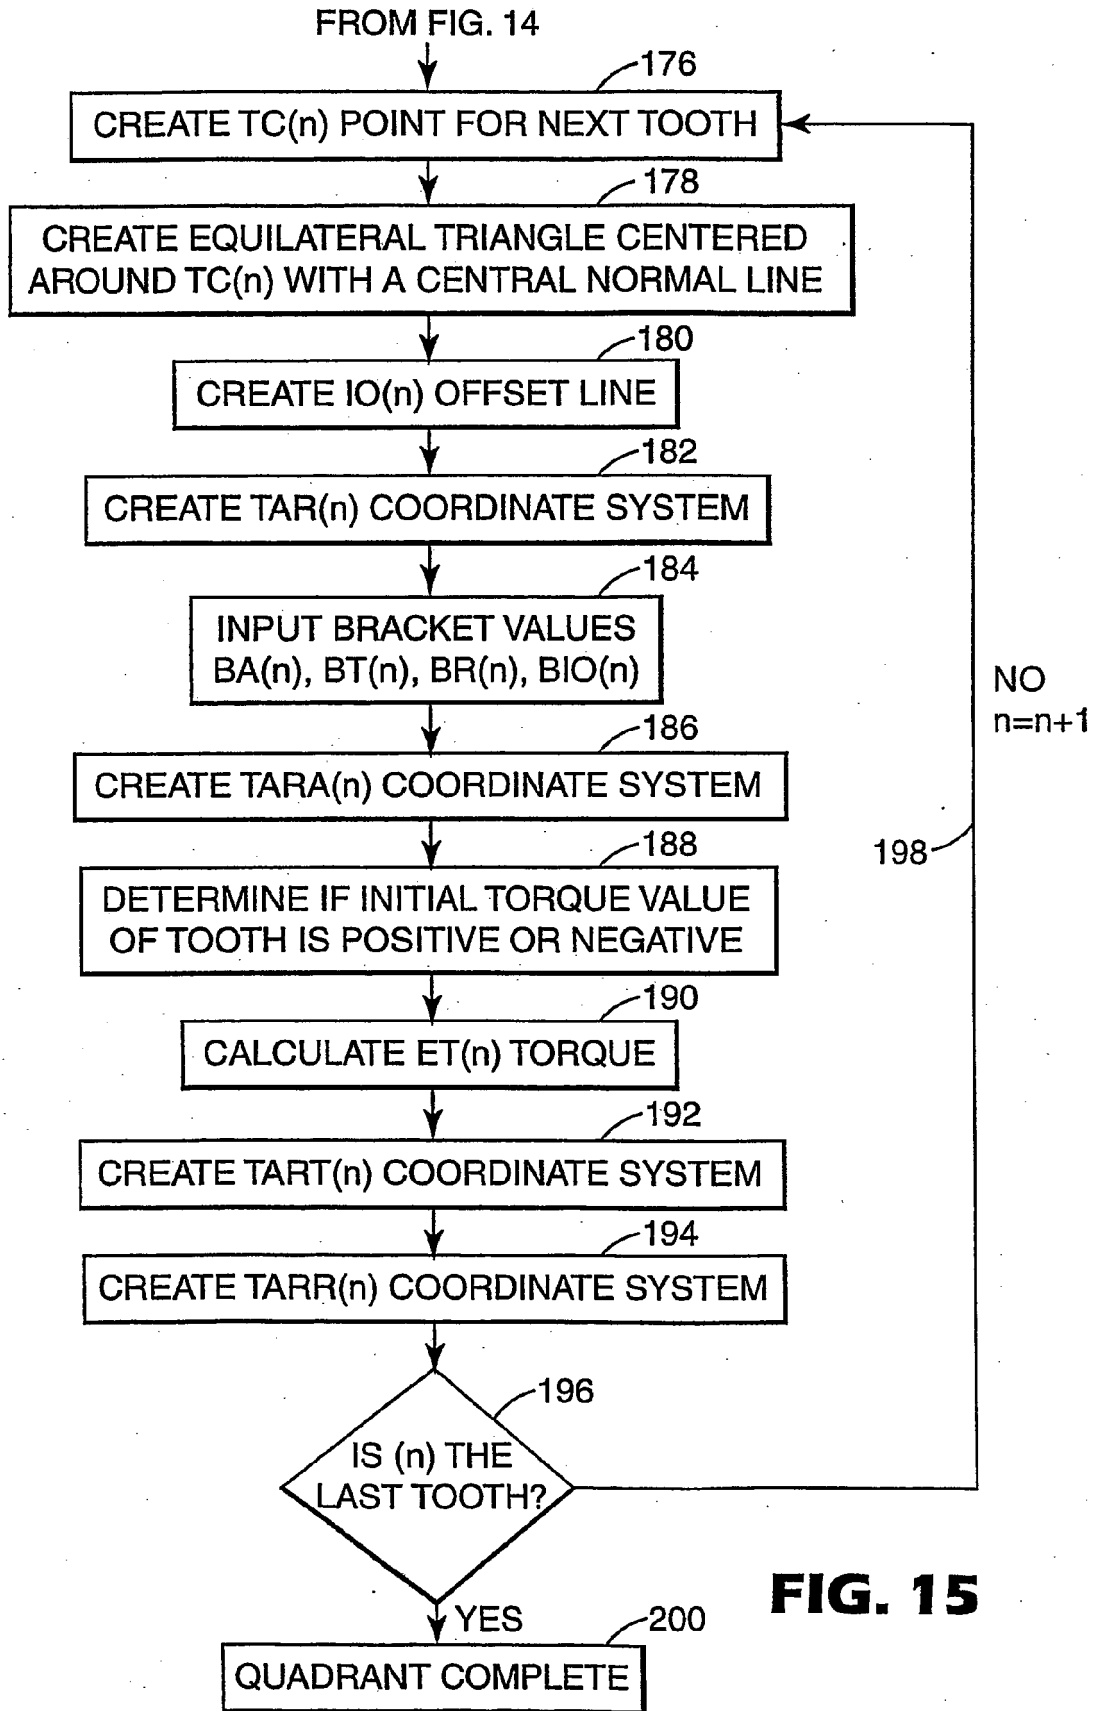 FROM FIG. 14
176
CREATE TC(n) POINT FOR NEXT TOOTH
178
CREATE EQUILATERAL TRIANGLE CENTERED
AROUND TC(n) WITH A CENTRAL NORMAL LINE
180
CREATE IO(n) OFFSET LINE
182
CREATE TAR(n) COORDINATE SYSTEM
184
INPUT BRACKET VALUES
BA(n), BT(n), BR(n), BIO(n)
NO
n=n+1
186
CREATE TARA(n) COORDINATE SYSTEM
188
198
DETERMINE IF INITIAL TORQUE VALUE
OF TOOTH IS POSITIVE OR NEGATIVE
190
CALCULATE ET(n) TORQUE
192
CREATE TART(n) COORDINATE SYSTEM
194
CREATE TARR(n) COORDINATE SYSTEM
196
IS (n) THE
LAST TOOTH?
FIG. 15
YES
200
QUADRANT COMPLETE